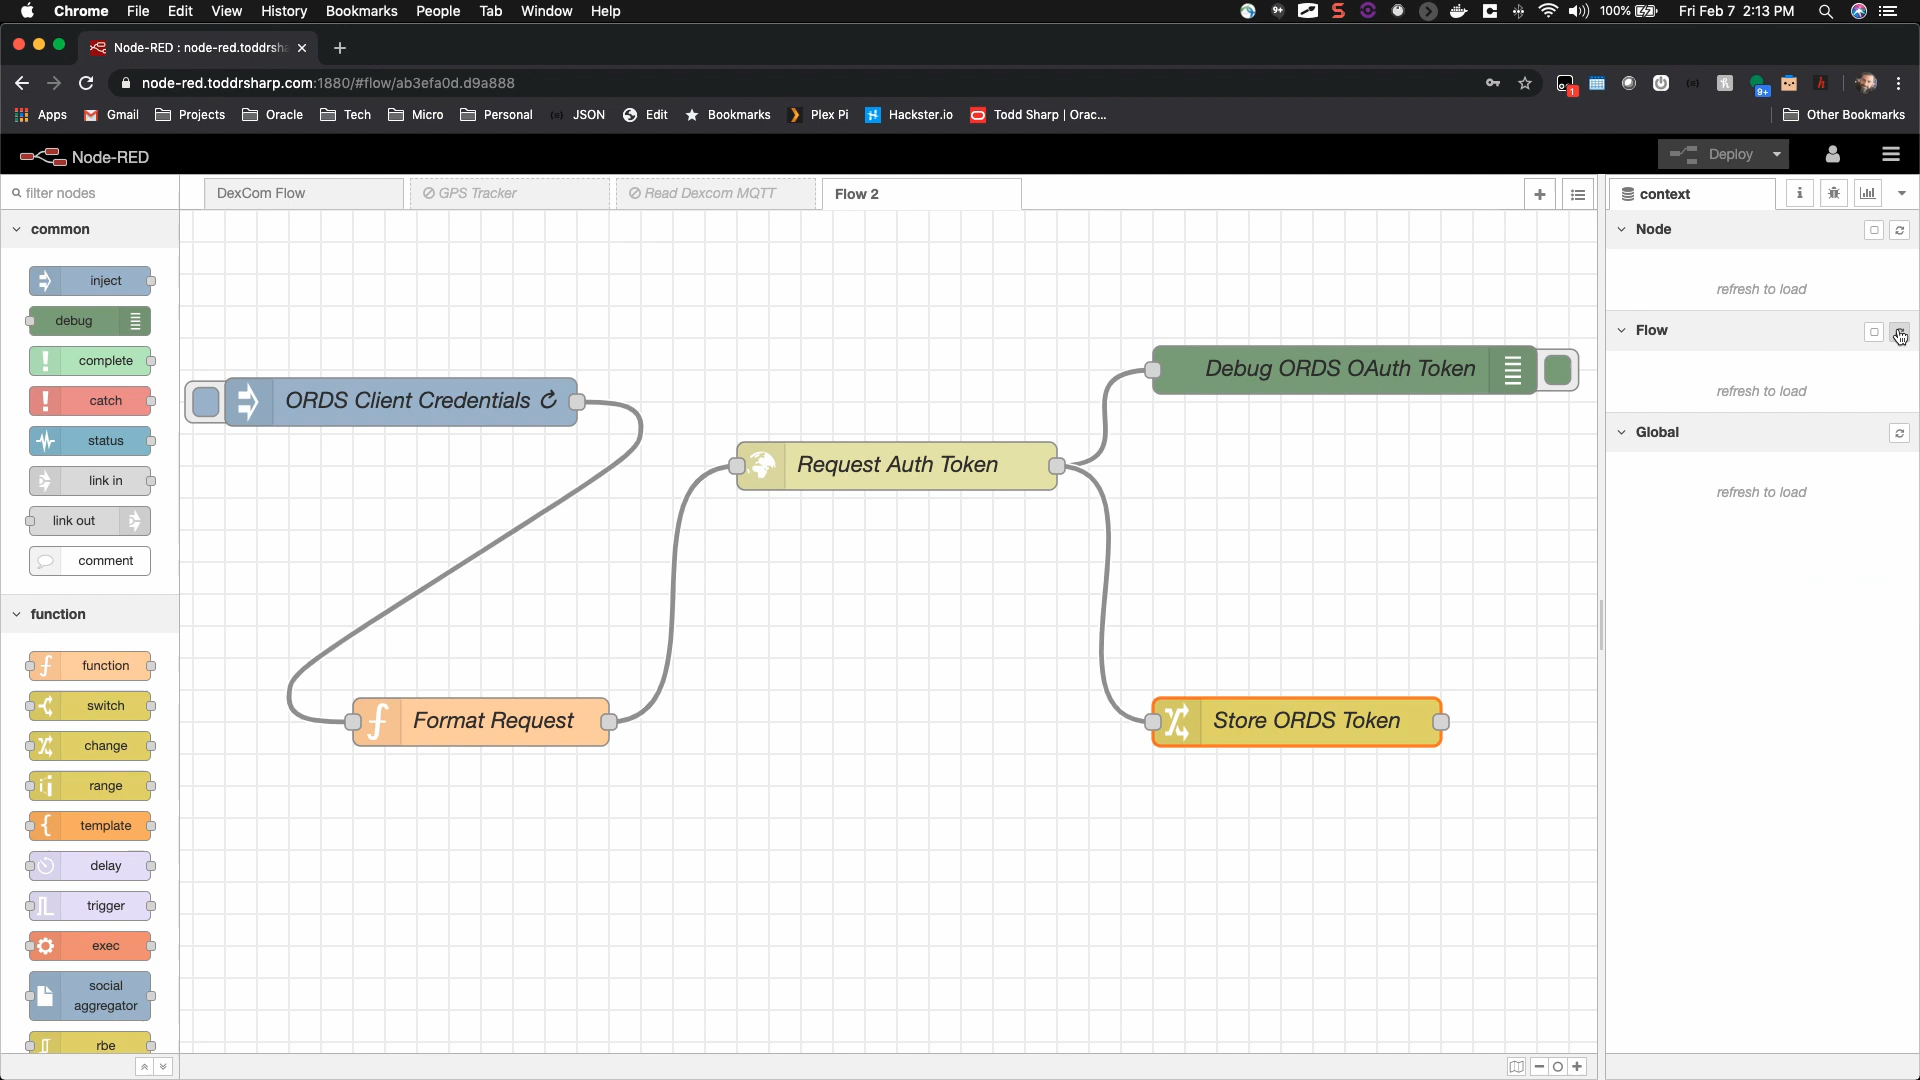 Chrome File Edit View History Bookmarks People Tab Window Help 100% Fri Feb 7 2:13 PM
Node-RED : node-red.toddrsha
node-red.toddrsharp.com:1880/#flow/ab3efa0d.d9a888
1
9+
Apps Gmail Projects Oracle Tech Micro Personal JSON Edit Bookmarks Plex Pi Hackster.io Todd Sharp | Orac... Other Bookmarks
Node-RED Deploy
filter nodes
DexCom Flow GPS Tracker Read Dexcom MQTT Flow 2
context
common
inject
debug
complete
catch
status
link in
link out
comment
function
function
switch
change
range
template
delay
trigger
exec
social
aggregator
rbe
ORDS Client Credentials ↻
Format Request
Request Auth Token
Debug ORDS OAuth Token
Store ORDS Token
Node
refresh to load
Flow
refresh to load
Global
refresh to load